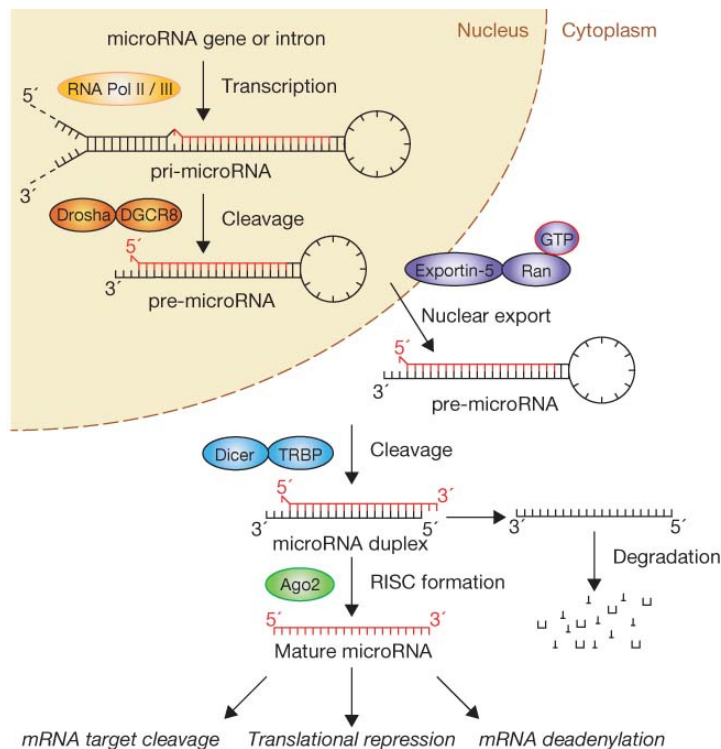 microRNA gene or intron
Nucleus
Cytoplasm
RNA Pol II / III
Transcription
5´
3´
pri-microRNA
Drosha
DGCR8
Cleavage
5´
3´
pre-microRNA
GTP
Exportin-5
Ran
Nuclear export
5´
3´
pre-microRNA
Dicer
TRBP
Cleavage
5´
3´
3´
5´
microRNA duplex
3´
5´
Degradation
Ago2
RISC formation
5´
3´
Mature microRNA
mRNA target cleavage
Translational repression
mRNA deadenylation